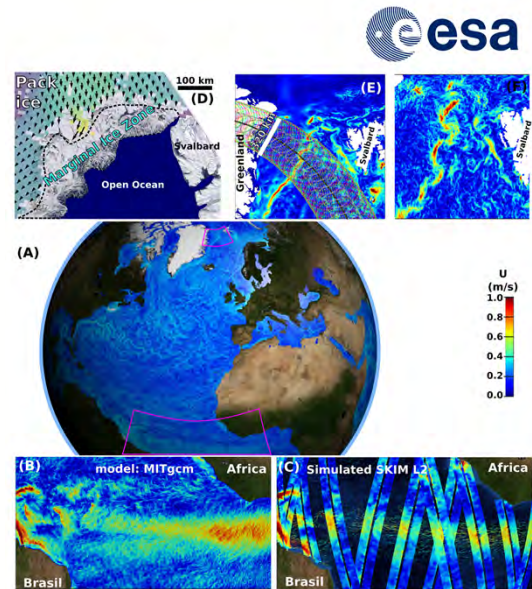 esa
Pack
ice
100 km
(D)
Marginal Ice Zone
Svalbard
Open Ocean
(E)
Greenland
Svalbard
Svalbard
(A)
U
(m/s)
1.0
0.8
0.6
0.4
0.2
0.0
(B)
model: MITgcm
Africa
Brasil
(C)
Simulated SKIM L2
Africa
Brasil